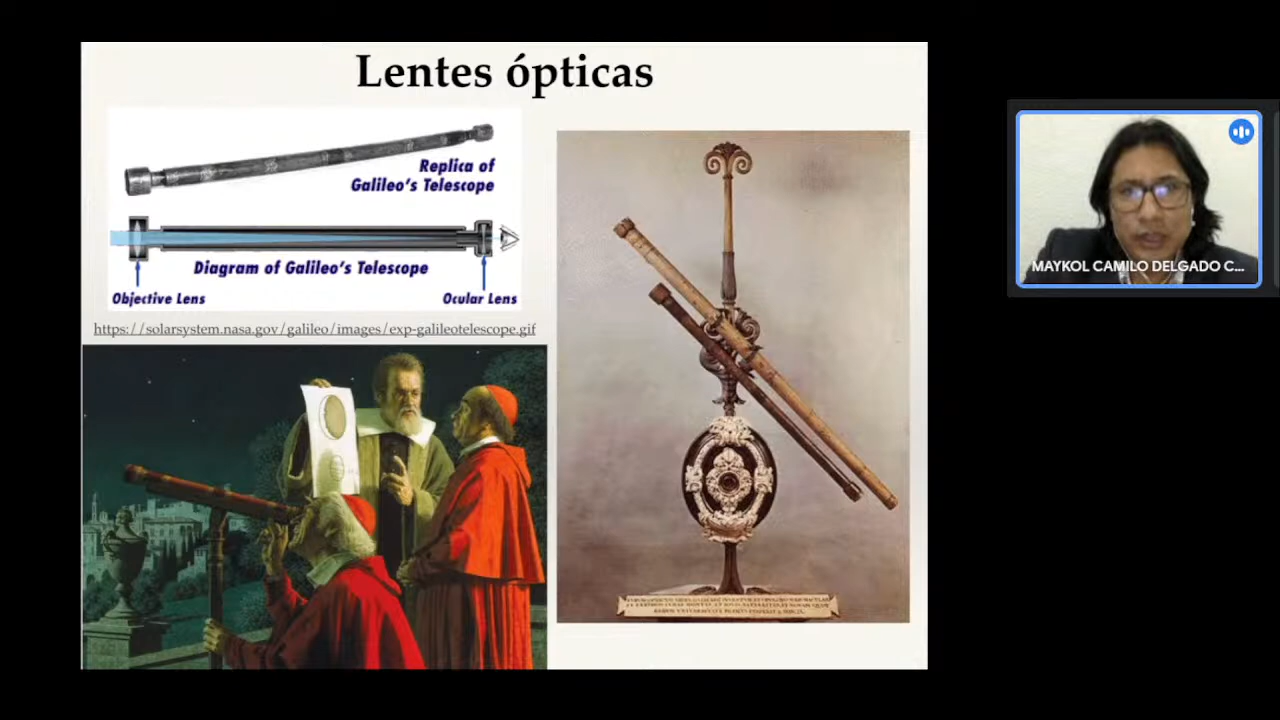 Lentes ópticas
Replica of
Galileo's Telescope
Diagram of Galileo's Telescope
Objective Lens
Ocular Lens
https://solarsystem.nasa.gov/galileo/images/exp-galileotelescope.gif
MAYKOL CAMILO DELGADO C...